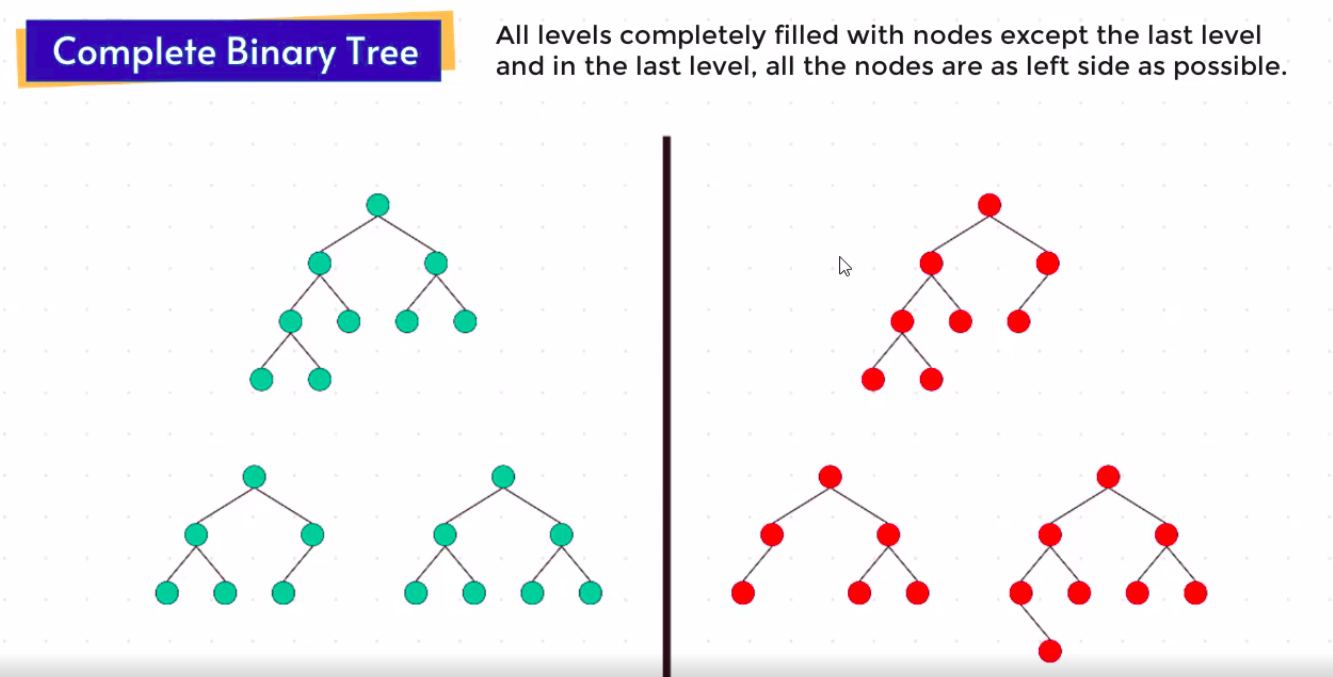 Complete Binary Tree
All levels completely filled with nodes except the last level
and in the last level, all the nodes are as left side as possible.